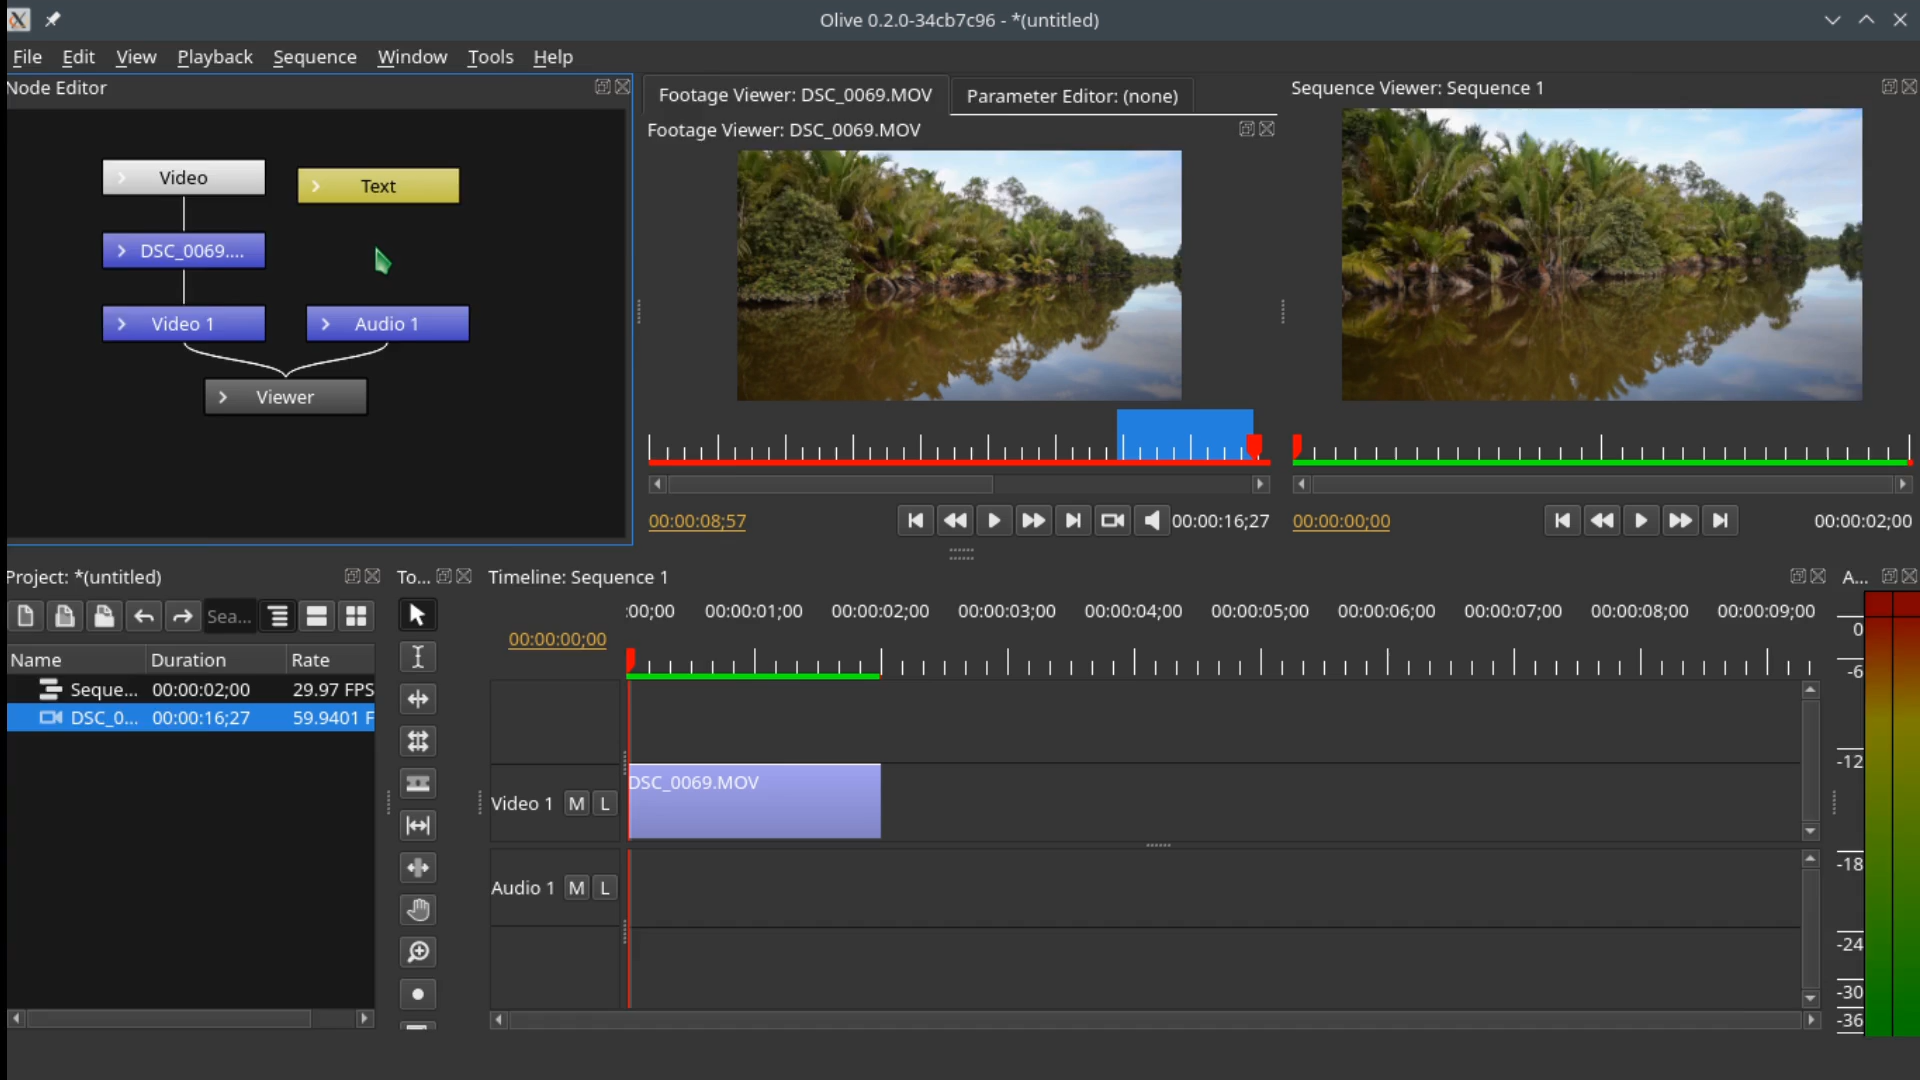 Olive 0.2.0-34cb7c96 - *(untitled)
File Edit View Playback Sequence Window Tools Help
Node Editor
Video
Text
DSC_0069....
Video 1
Audio 1
Viewer
Footage Viewer: DSC_0069.MOV
Parameter Editor: (none)
Footage Viewer: DSC_0069.MOV
00:00:08;57
00:00:16;27
Sequence Viewer: Sequence 1
00:00:00;00
00:00:02;00
Project: *(untitled)
Sea...
Name Duration Rate
Seque... 00:00:02;00 29.97 FPS
DSC_0... 00:00:16;27 59.9401 F
To...
Timeline: Sequence 1
00:00:00;00
:00;00 00:00:01;00 00:00:02;00 00:00:03;00 00:00:04;00 00:00:05;00 00:00:06;00 00:00:07;00 00:00:08;00 00:00:09;00
DSC_0069.MOV
Video 1 M L
Audio 1 M L
A...
0
-6
-12
-18
-24
-30
-36